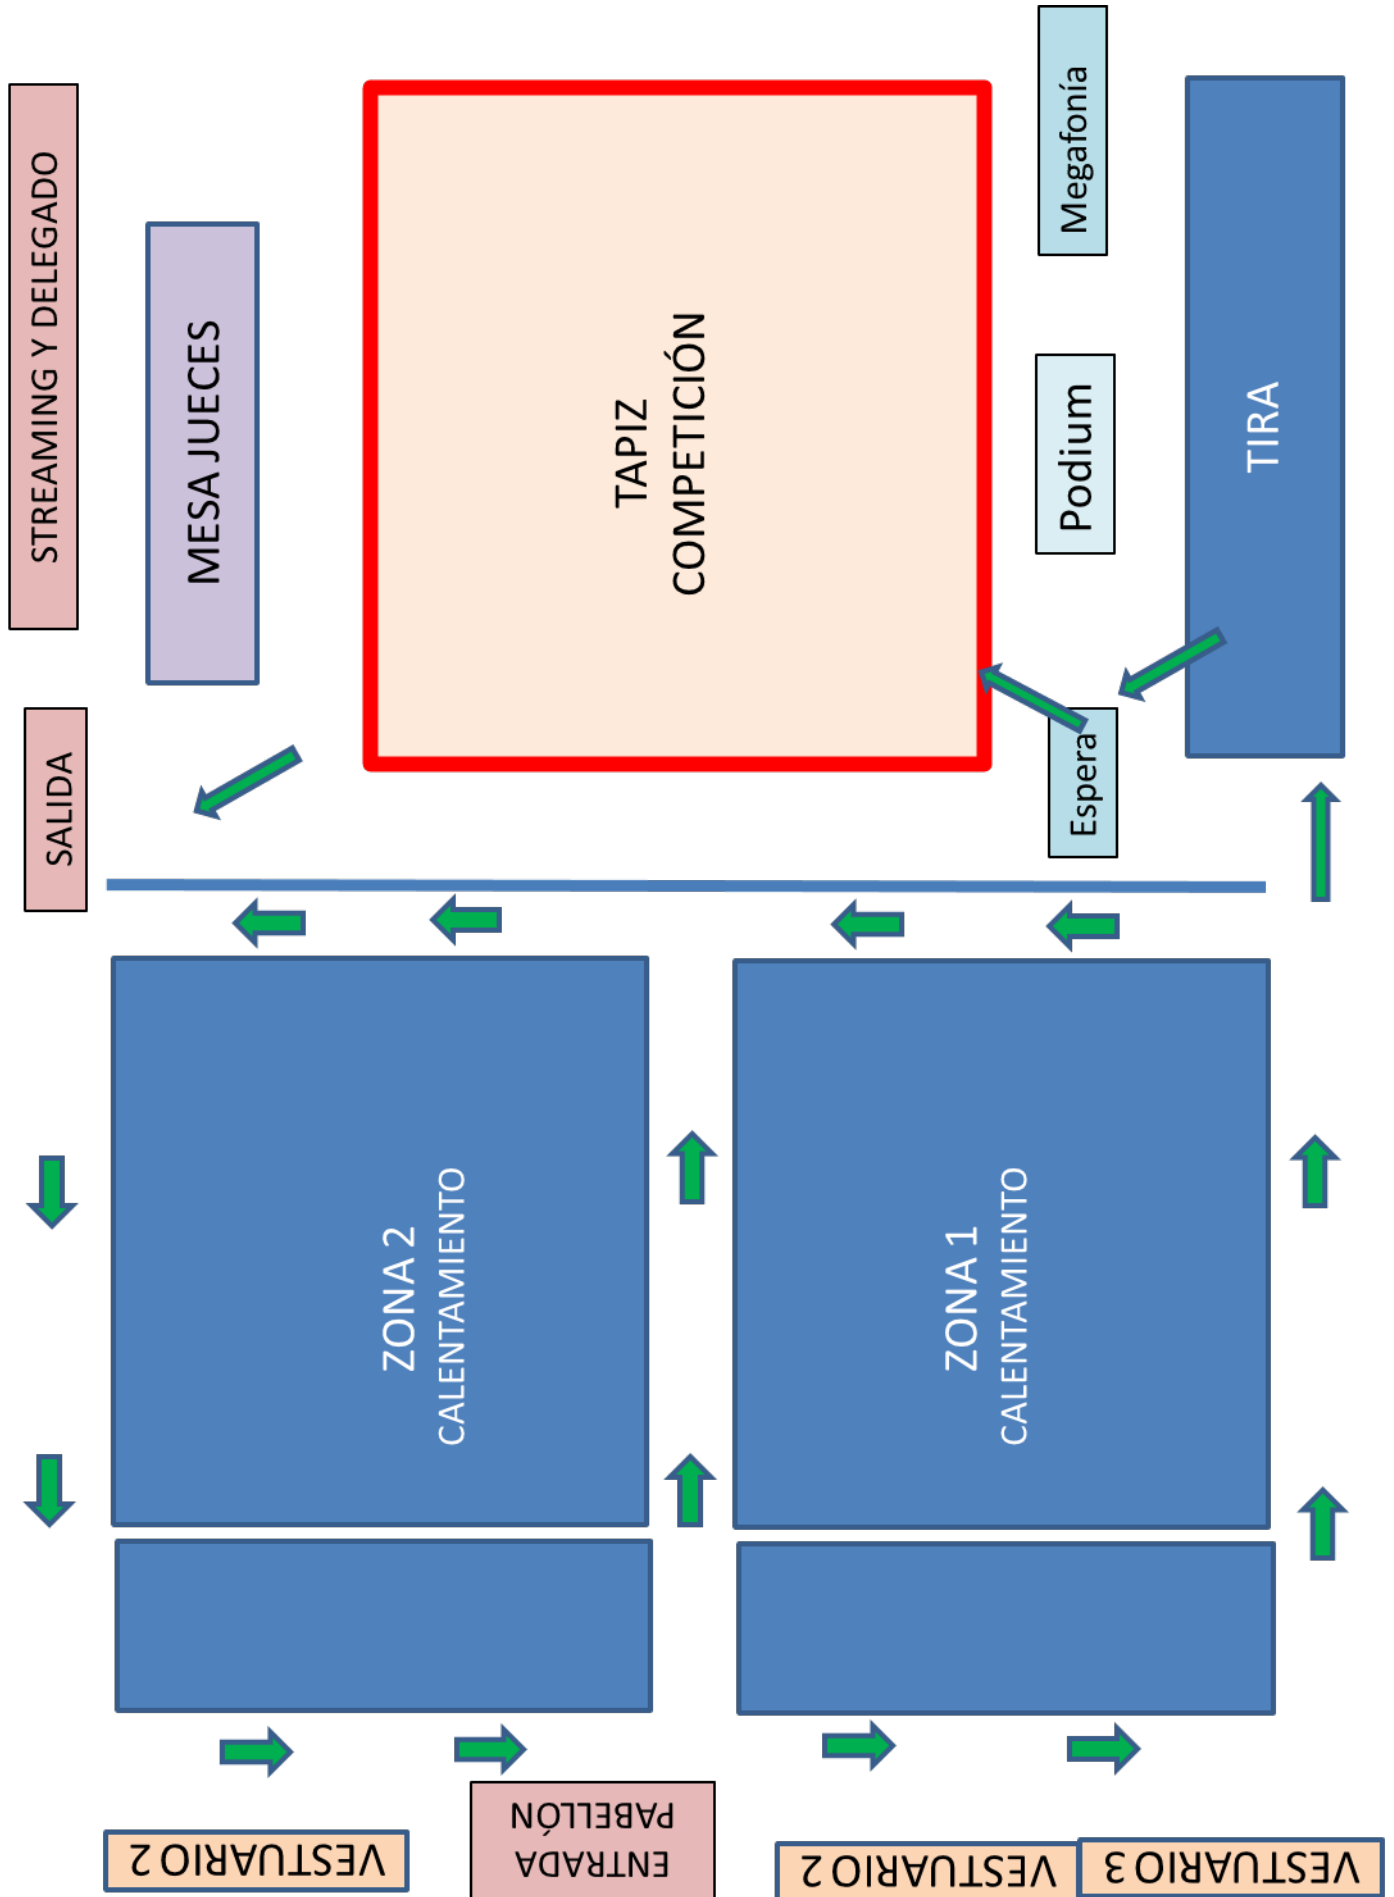 STREAMING Y DELEGADO
MESA JUECES
SALIDA
TAPIZ
COMPETICIÓN
Megafonía
Podium
Espera
TIRA
ZONA 2
CALENTAMIENTO
ZONA 1
CALENTAMIENTO
VESTUARIO 2
ENTRADA
PABELLÓN
VESTUARIO 2
VESTUARIO 3